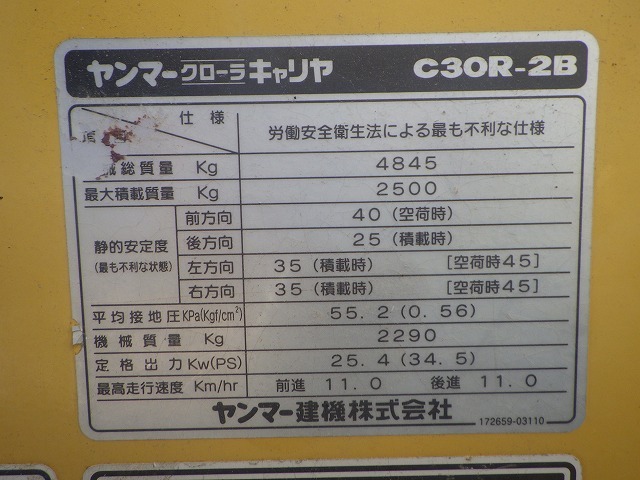 ヤンマークローラキャリヤ C30R-2B
仕様 労働安全衛生法による最も不利な仕様
総質量 Kg 4845
最大積載質量 Kg 2500
静的安定度 (最も不利な状態)
前方向 40 (空荷時)
後方向 25 (積載時)
左方向 35 (積載時) [空荷時45]
右方向 35 (積載時) [空荷時45]
平均接地圧KPa(Kgf/cm²) 55.2(0.56)
機械質量 Kg 2290
定格出力 Kw(PS) 25.4(34.5)
最高走行速度 Km/hr 前進 11.0 後進 11.0
ヤンマー建機株式会社 172659-03110